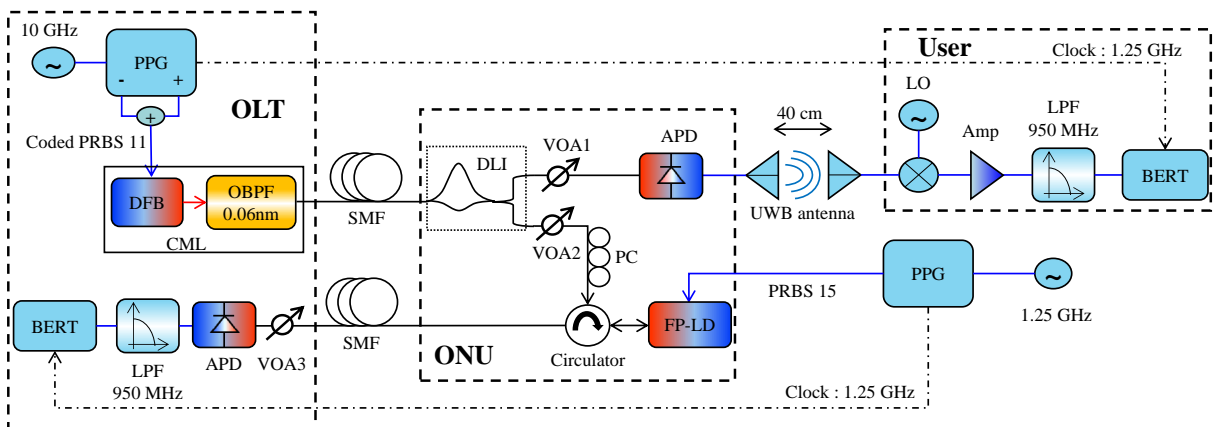 10 GHz
PPG
- +
+
OLT
Coded PRBS 11
DFB
OBPF
0.06nm
CML
SMF
DLI
VOA1
VOA2
PC
APD
40 cm
UWB antenna
User
Clock : 1.25 GHz
LO
Amp
LPF
950 MHz
BERT
BERT
LPF
950 MHz
APD
VOA3
SMF
ONU
Circulator
FP-LD
PRBS 15
PPG
1.25 GHz
Clock : 1.25 GHz